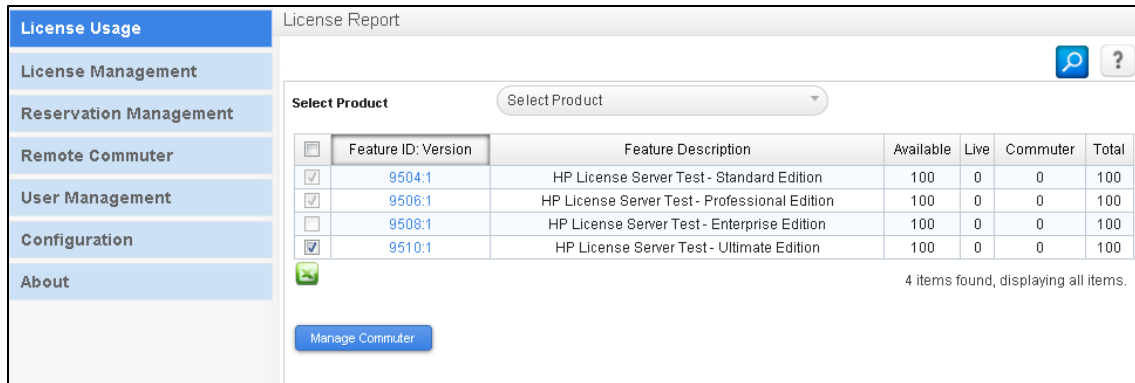 License Usage
License Management
Reservation Management
Remote Commuter
User Management
Configuration
About
License Report
?
Select Product Select Product
Feature ID: Version Feature Description Available Live Commuter Total
9504:1 HP License Server Test - Standard Edition 100 0 0 100
9506:1 HP License Server Test - Professional Edition 100 0 0 100
9508:1 HP License Server Test - Enterprise Edition 100 0 0 100
9510:1 HP License Server Test - Ultimate Edition 100 0 0 100
4 items found, displaying all items.
Manage Commuter